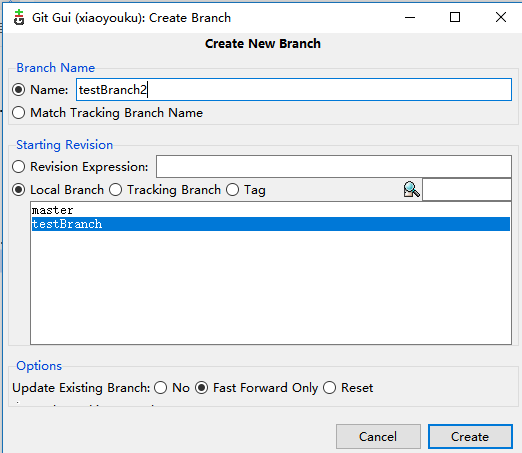 Git Gui (xiaoyouku): Create Branch
Create New Branch
Branch Name
Name: testBranch2
Match Tracking Branch Name
Starting Revision
Revision Expression:
Local Branch Tracking Branch Tag
master
testBranch
Options
Update Existing Branch: No Fast Forward Only Reset
Cancel Create